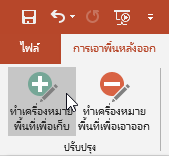 ไฟล์
การเอาพื้นหลังออก
ทำเครื่องหมาย
พื้นที่เพื่อเก็บ
ทำเครื่องหมาย
พื้นที่เพื่อเอาออก
ปรับปรุง